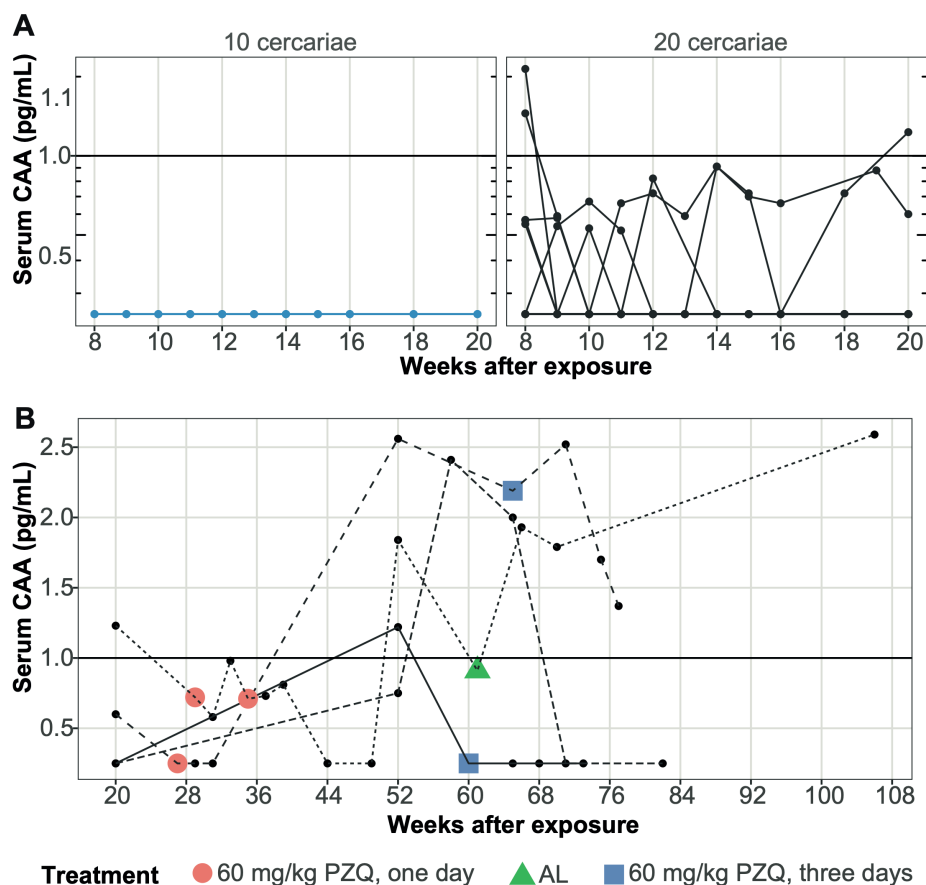 A
10 cercariae
20 cercariae
Serum CAA (pg/mL)
1.1
1.0
0.5
8 10 12 14 16 18 20
8 10 12 14 16 18 20
Weeks after exposure
B
Serum CAA (pg/mL)
2.5
2.0
1.5
1.0
0.5
20 28 36 44 52 60 68 76 84 92 100 108
Weeks after exposure
Treatment 60 mg/kg PZQ, one day AL 60 mg/kg PZQ, three days